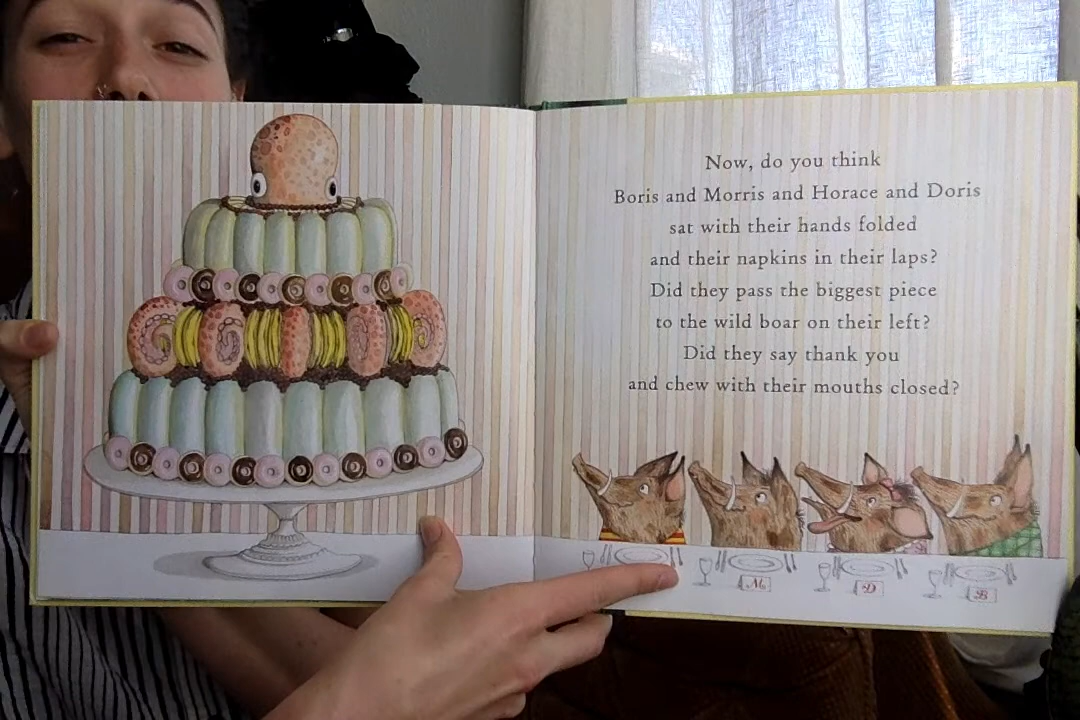 Now, do you think
Boris and Morris and Horace and Doris
sat with their hands folded
and their napkins in their laps?
Did they pass the biggest piece
to the wild boar on their left?
Did they say thank you
and chew with their mouths closed?
M
D
B